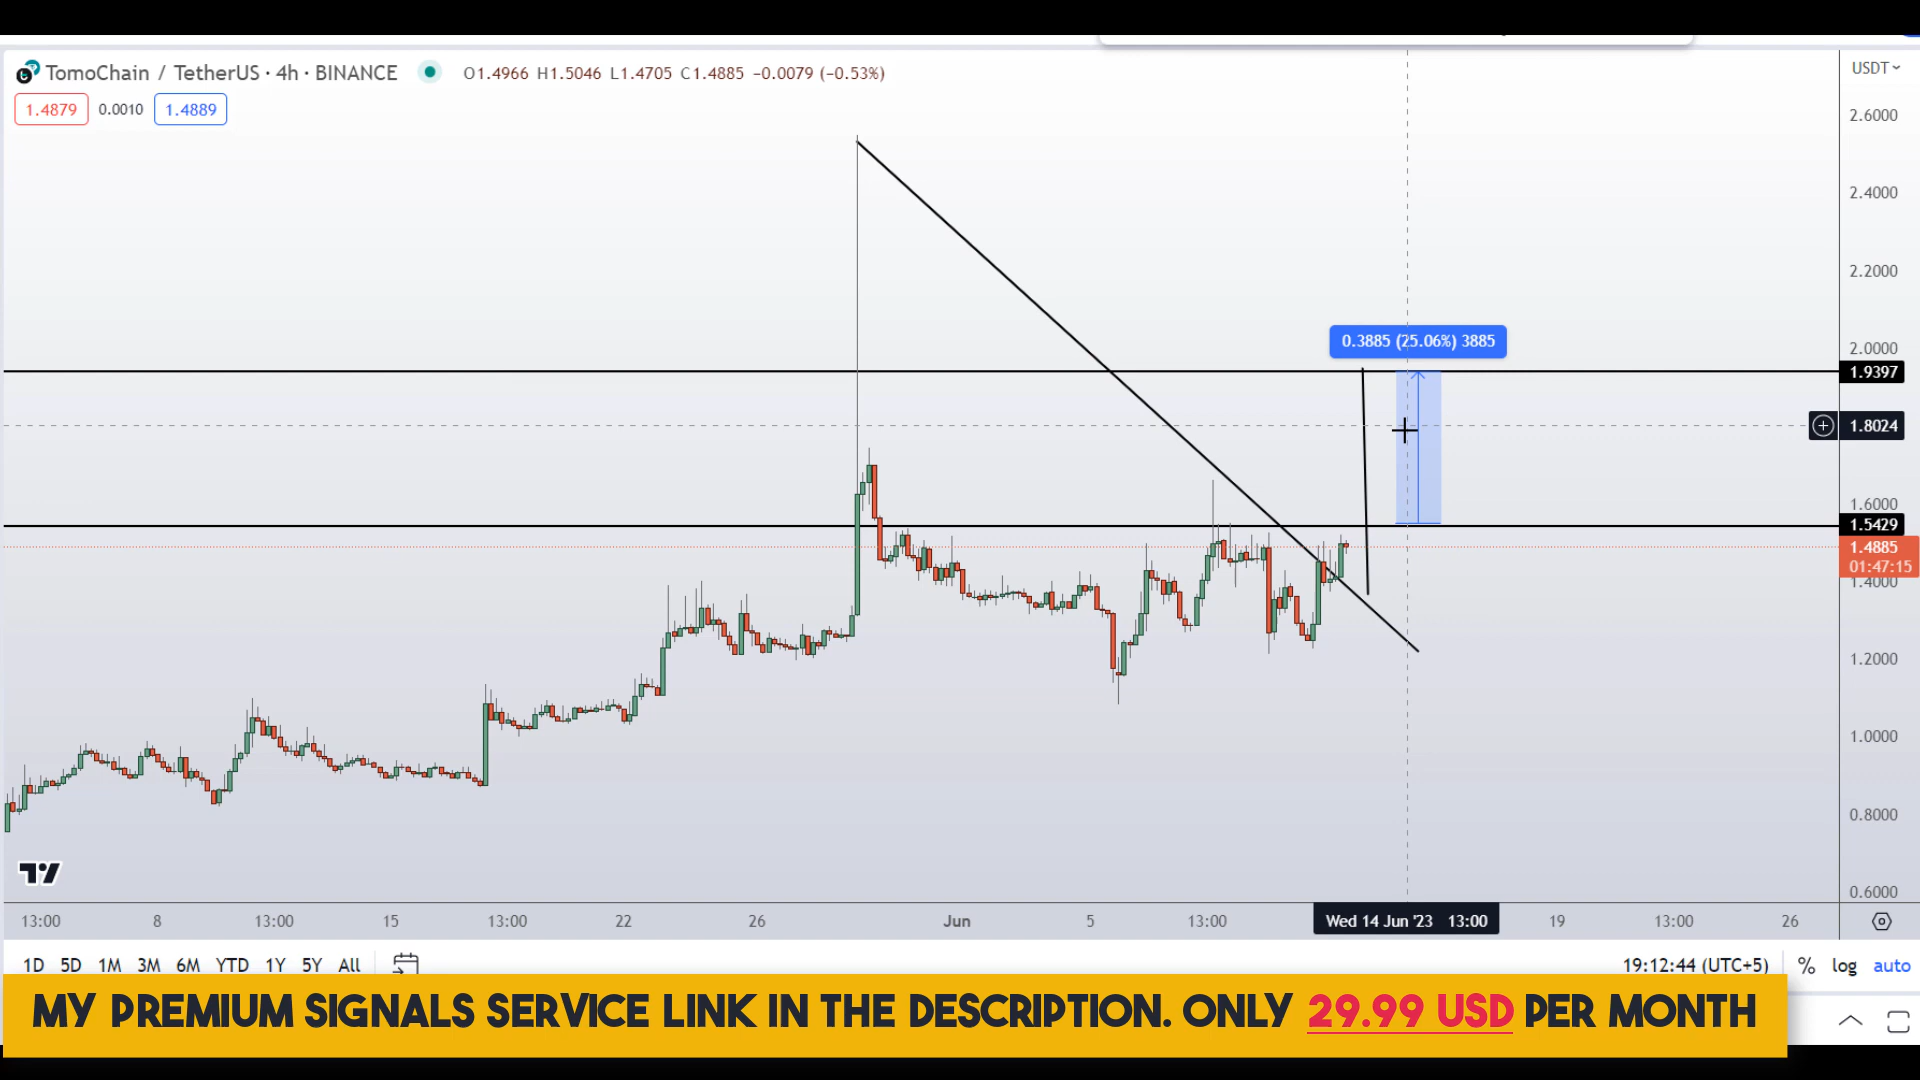 TomoChain / TetherUS · 4h · BINANCE O1.4966 H1.5046 L1.4705 C1.4885 −0.0079 (−0.53%)
USDT
1.4879 0.0010 1.4889
2.6000
2.4000
2.2000
0.3885 (25.06%) 3885
2.0000
1.9397
1.8024
1.6000
1.5429
1.4885
01:47:15
1.4000
1.2000
1.0000
0.8000
0.6000
13:00 8 13:00 15 13:00 22 26 Jun 5 13:00 Wed 14 Jun '23 13:00 19 13:00 26
1D 5D 1M 3M 6M YTD 1Y 5Y All 19:12:44 (UTC+5) % log auto
MY PREMIUM SIGNALS SERVICE LINK IN THE DESCRIPTION. ONLY 29.99 USD PER MONTH